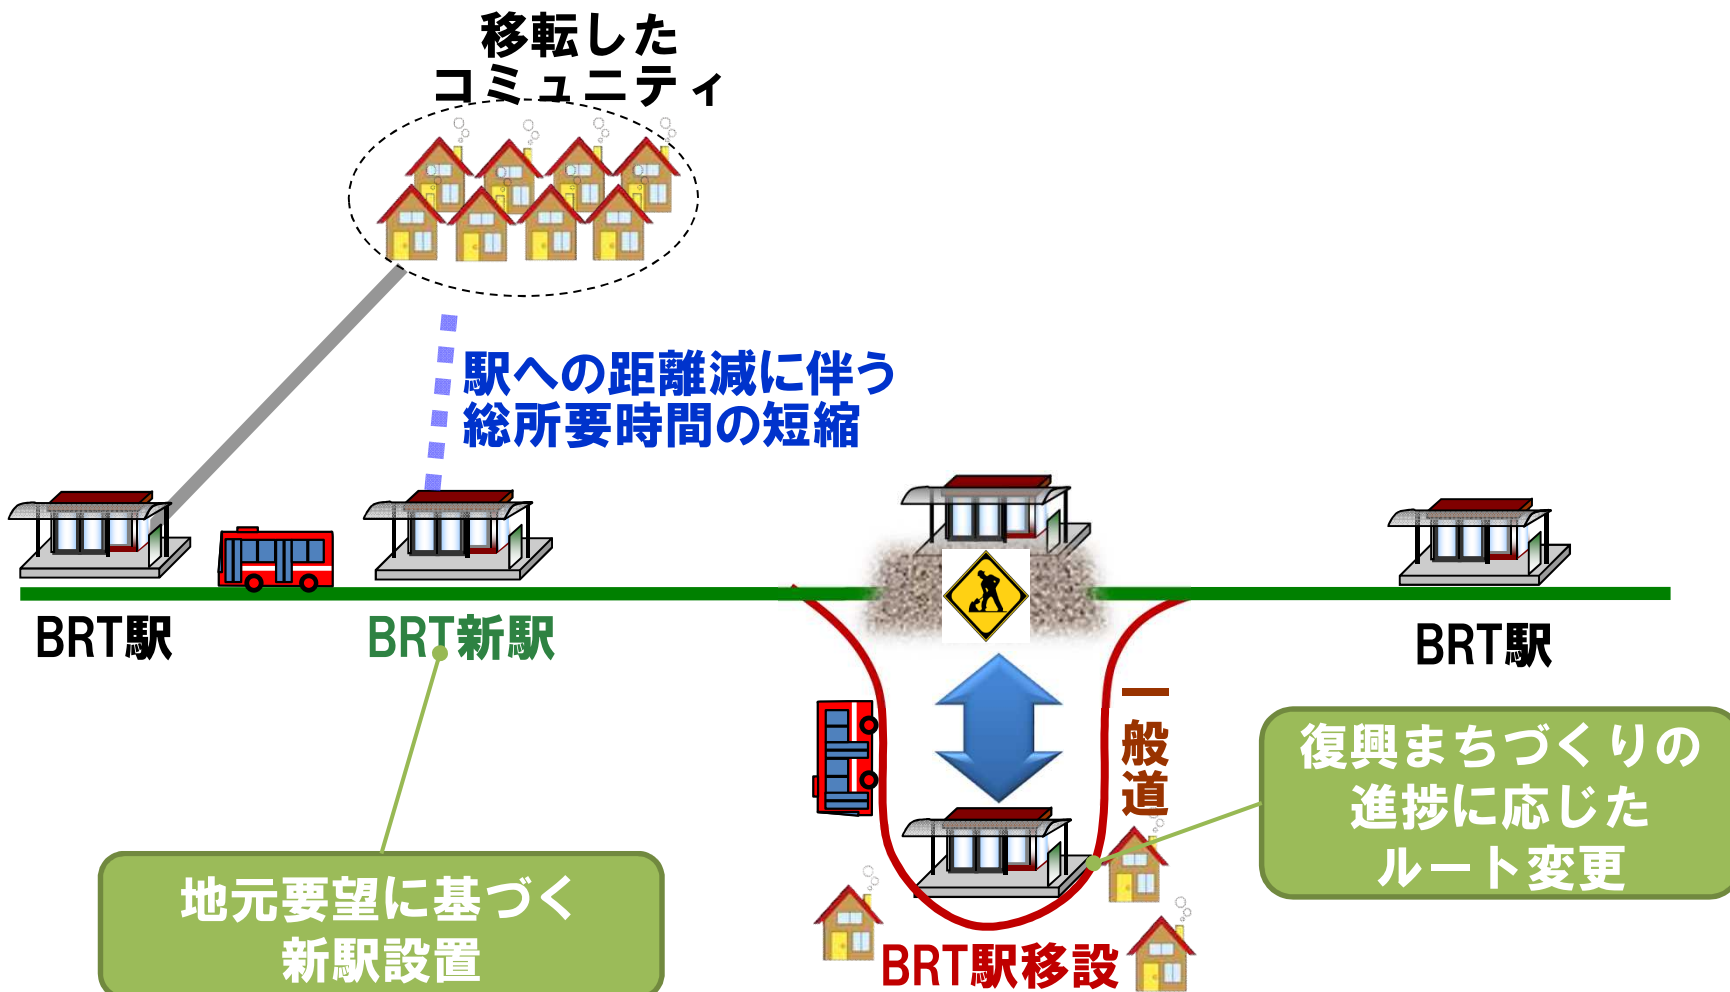 移転した
コミュニティ
駅への距離減に伴う
総所要時間の短縮
BRT駅
BRT新駅
BRT駅
一般道
復興まちづくりの
進捗に応じた
ルート変更
地元要望に基づく
新駅設置
BRT駅移設